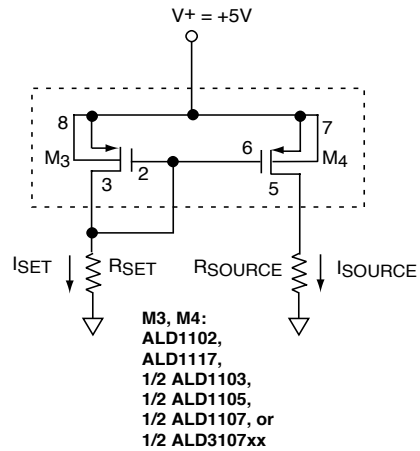 V+ = +5V
8
7
M3
3
2
6
5
M4
ISET
RSET
RSOURCE
ISOURCE
M3, M4:
ALD1102,
ALD1117,
1/2 ALD1103,
1/2 ALD1105,
1/2 ALD1107, or
1/2 ALD3107xx